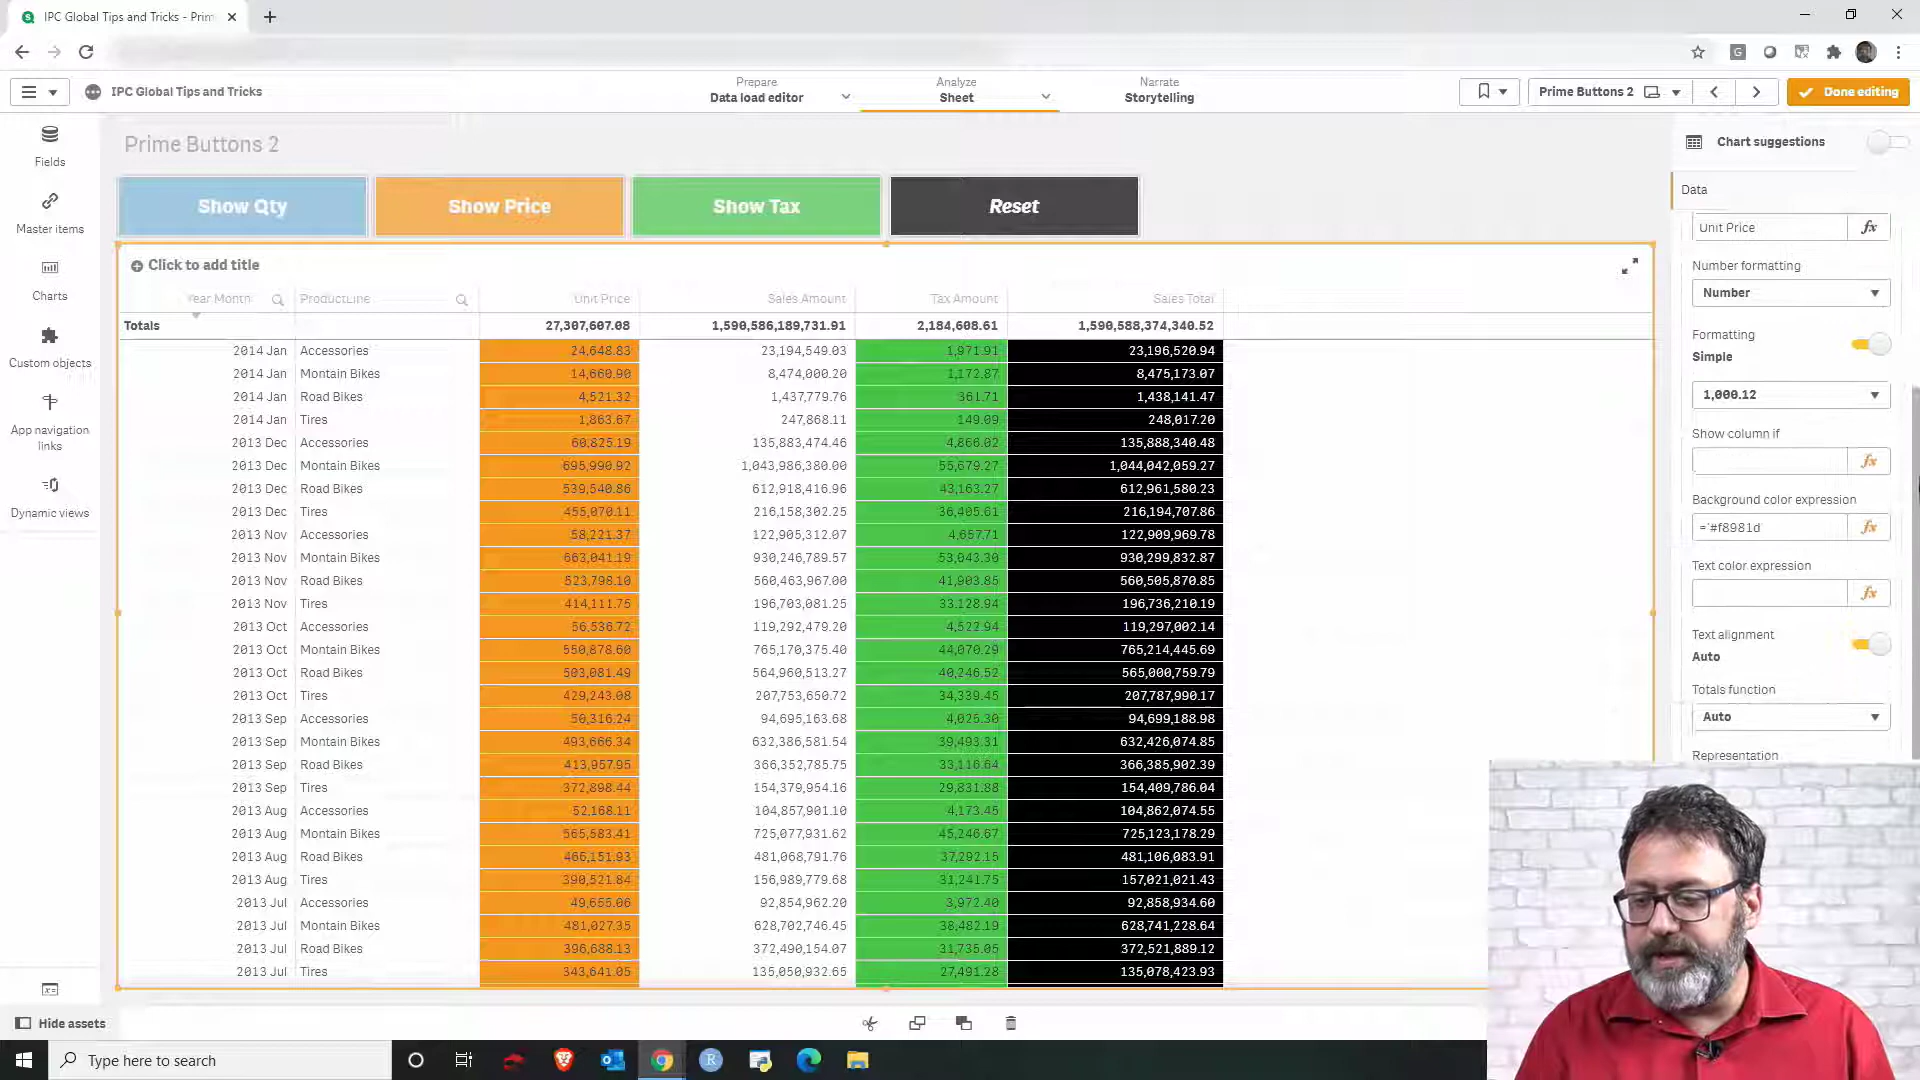 IPC Global Tips and Tricks - Prim
IPC Global Tips and Tricks
Prepare
Data load editor
Analyze
Sheet
Narrate
Storytelling
Prime Buttons 2
Done editing
Fields
Master items
Charts
Custom objects
App navigation
links
Dynamic views
Hide assets
Prime Buttons 2
Show Qty
Show Price
Show Tax
Reset
Click to add title
Year Month ProductLine Unit Price Sales Amount Tax Amount Sales Total
Totals 27,307,607.08 1,590,586,189,731.91 2,184,608.61 1,590,588,374,340.52
2014 Jan Accessories 24,648.83 23,194,549.03 1,971.91 23,196,520.94
2014 Jan Montain Bikes 14,660.90 8,474,000.20 1,172.87 8,475,173.07
2014 Jan Road Bikes 4,521.32 1,437,779.76 361.71 1,438,141.47
2014 Jan Tires 1,863.67 247,868.11 149.09 248,017.20
2013 Dec Accessories 60,825.19 135,883,474.46 4,866.02 135,888,340.48
2013 Dec Montain Bikes 695,990.92 1,043,986,380.00 55,679.27 1,044,042,059.27
2013 Dec Road Bikes 539,540.86 612,918,416.96 43,163.27 612,961,580.23
2013 Dec Tires 455,070.11 216,158,302.25 36,405.61 216,194,707.86
2013 Nov Accessories 58,221.37 122,905,312.07 4,657.71 122,909,969.78
2013 Nov Montain Bikes 663,041.19 930,246,789.57 53,043.30 930,299,832.87
2013 Nov Road Bikes 523,798.10 560,463,967.00 41,903.85 560,505,870.85
2013 Nov Tires 414,111.75 196,703,081.25 33,128.94 196,736,210.19
2013 Oct Accessories 56,536.72 119,292,479.20 4,522.94 119,297,002.14
2013 Oct Montain Bikes 550,878.60 765,170,375.40 44,070.29 765,214,445.69
2013 Oct Road Bikes 503,081.49 564,960,513.27 40,246.52 565,000,759.79
2013 Oct Tires 429,243.08 207,753,650.72 34,339.45 207,787,990.17
2013 Sep Accessories 50,316.24 94,695,163.68 4,025.30 94,699,188.98
2013 Sep Montain Bikes 493,666.34 632,386,581.54 39,493.31 632,426,074.85
2013 Sep Road Bikes 413,957.95 366,352,785.75 33,116.64 366,385,902.39
2013 Sep Tires 372,898.44 154,379,954.16 29,831.88 154,409,786.04
2013 Aug Accessories 52,168.11 104,857,901.10 4,173.45 104,862,074.55
2013 Aug Montain Bikes 565,583.41 725,077,931.62 45,246.67 725,123,178.29
2013 Aug Road Bikes 466,151.93 481,068,791.76 37,292.15 481,106,083.91
2013 Aug Tires 390,521.84 156,989,779.68 31,241.75 157,021,021.43
2013 Jul Accessories 49,655.06 92,854,962.20 3,972.40 92,858,934.60
2013 Jul Montain Bikes 481,027.35 628,702,746.45 38,482.19 628,741,228.64
2013 Jul Road Bikes 396,688.13 372,490,154.07 31,735.05 372,521,889.12
2013 Jul Tires 343,641.05 135,050,932.65 27,491.28 135,078,423.93
Chart suggestions
Data
Unit Price fx
Number formatting
Number
Formatting
Simple
1,000.12
Show column if
fx
Background color expression
='#f8981d fx
Text color expression
fx
Text alignment
Auto
Totals function
Auto
Representation
Type here to search